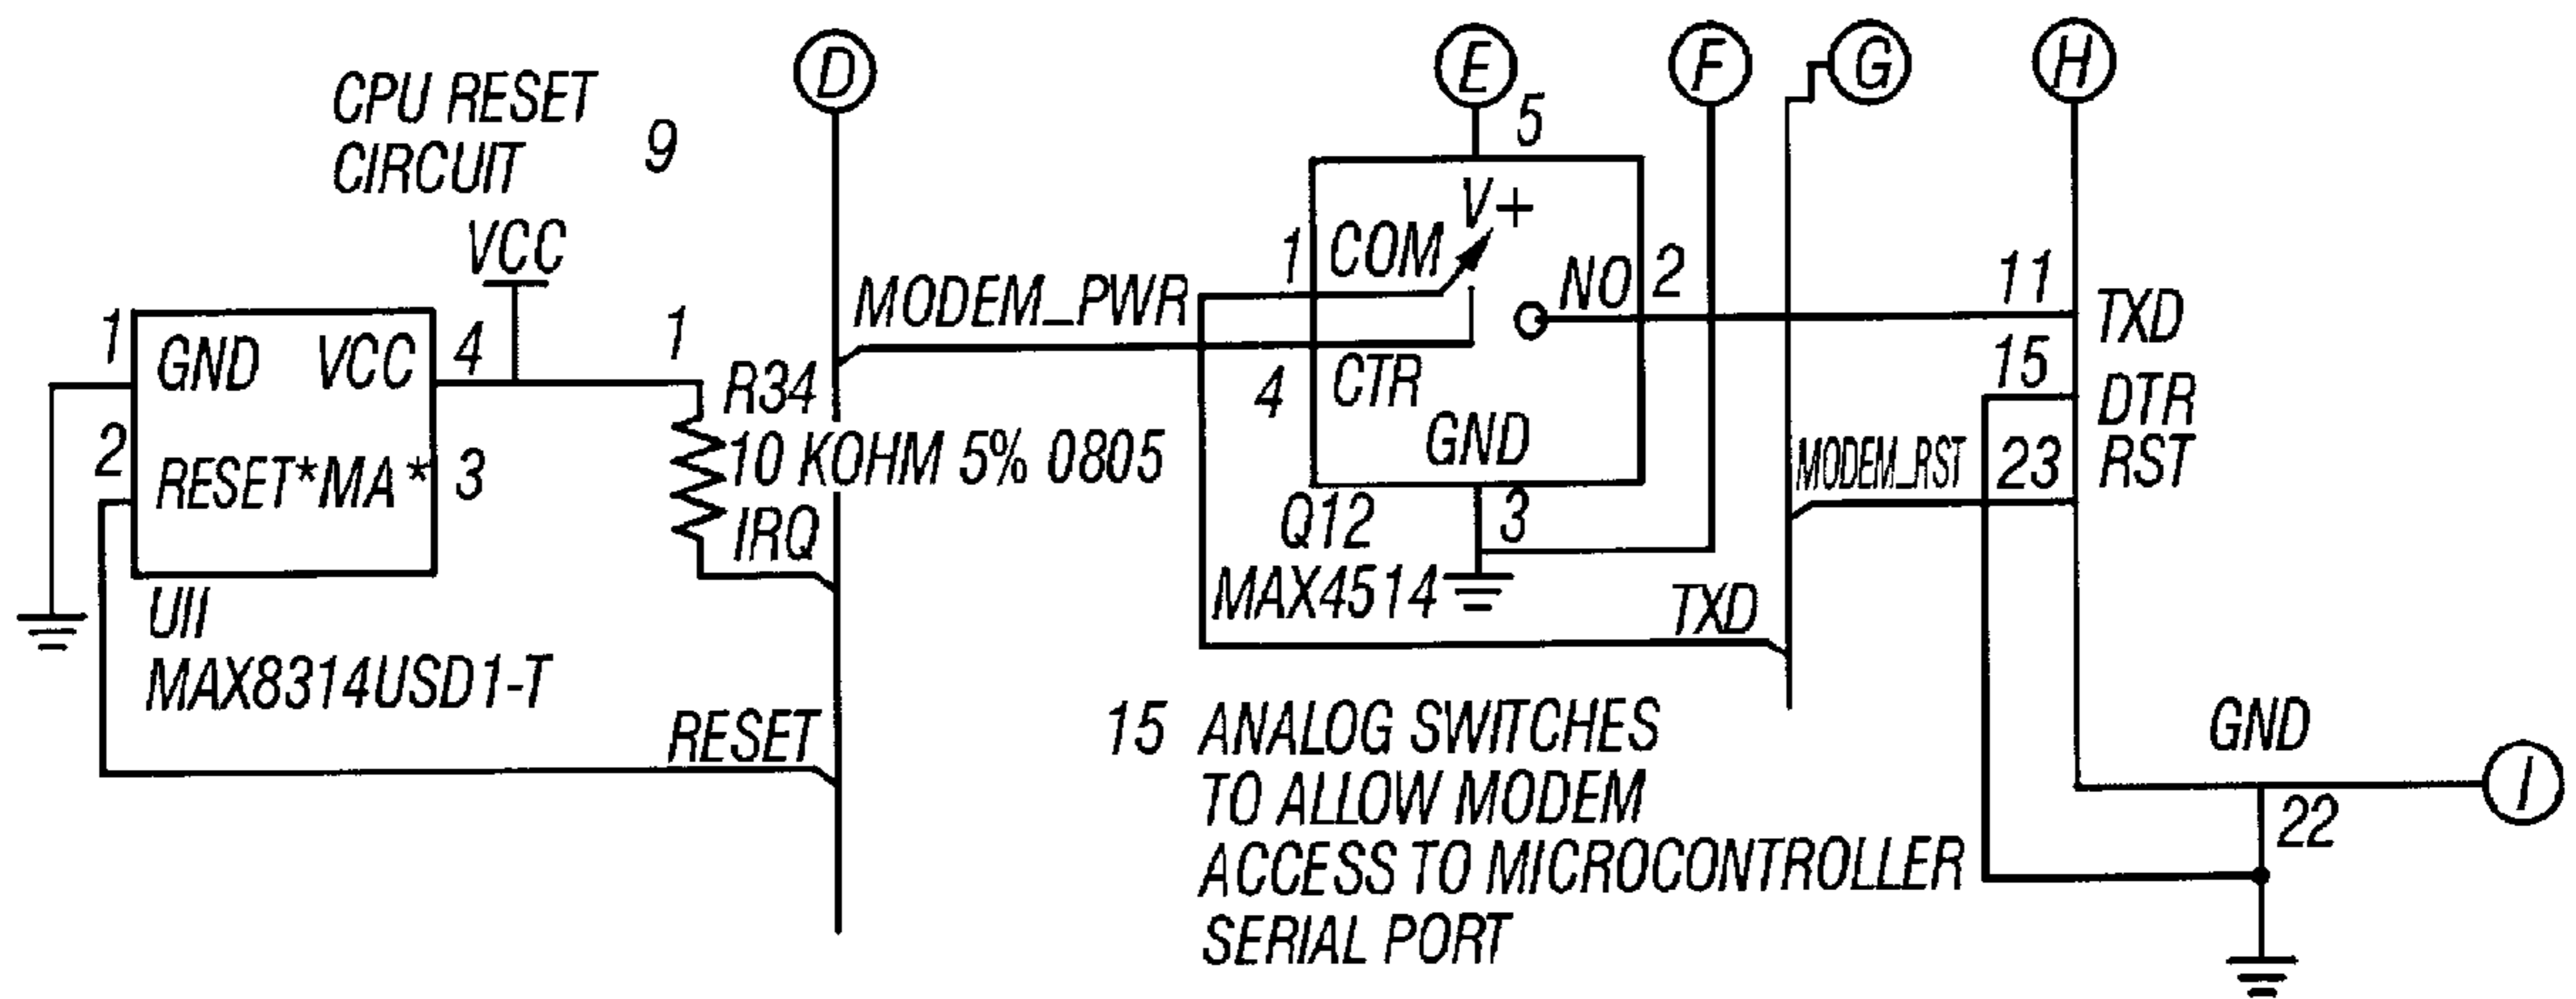 D
E
F
G
H
CPU RESET
CIRCUIT
9
5
VCC
V+
1
GND
VCC
4
1
MODEM_PWR
1
COM
NO
2
11
TXD
2
RESET*MA*
3
R34
10 KOHM 5% 0805
IRQ
4
CTR
GND
15
DTR
MODEM_RST
23
RST
Q12
3
MAX4514
TXD
UII
MAX8314USD1-T
RESET
15 ANALOG SWITCHES
TO ALLOW MODEM
ACCESS TO MICROCONTROLLER
SERIAL PORT
GND
I
22